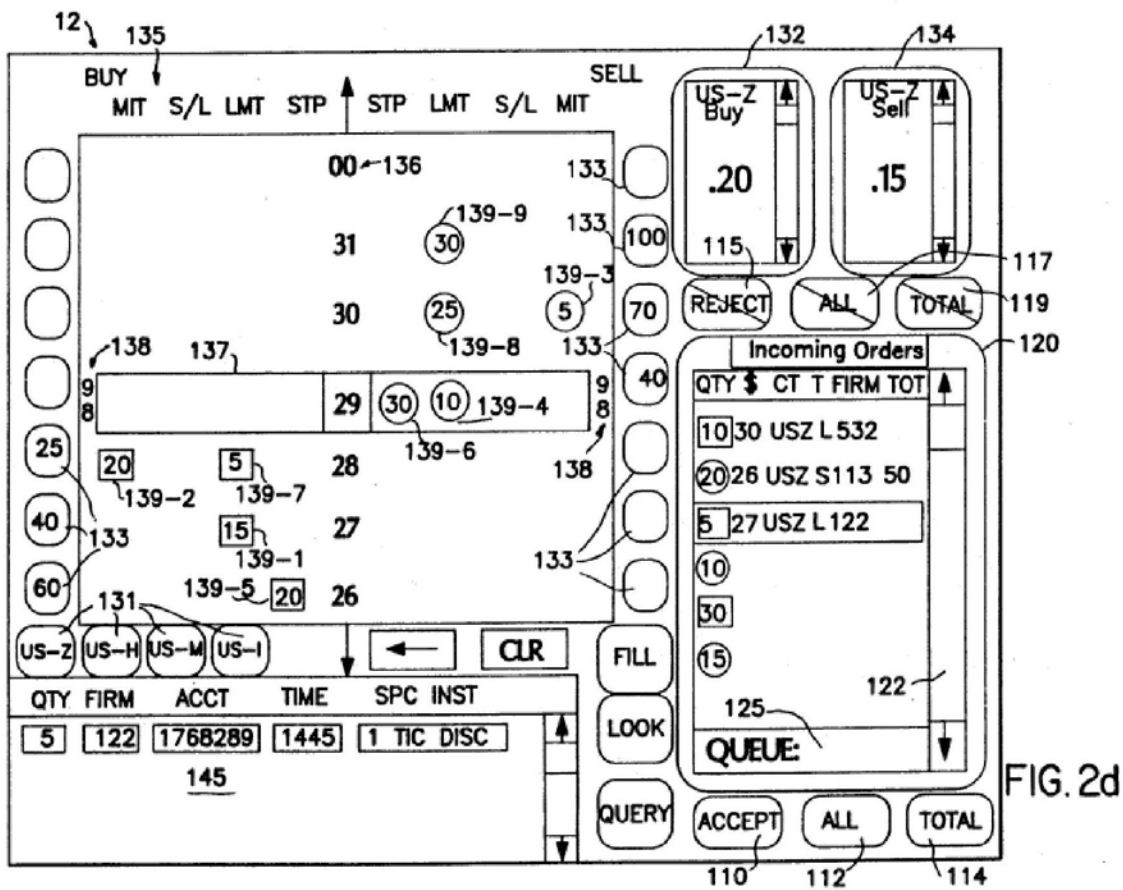 12
135
132
134
BUY
SELL
MIT S/L LMT STP STP LMT S/L MIT
US-Z
Buy
.20
US-Z
Sell
.15
00 136
133
139-9
31 30
133 100
115
117
139-3
30 25 5
139-8
133 70
REJECT ALL TOTAL
119
120
138 137
Incoming Orders
40
98 29 30 10 139-4 98
139-6
138
QTY $ CT T FIRM TOT
10 30 USZ L 532
20 26 USZ S113 50
5 27 USZ L 122
10
30
15
122
125
QUEUE:
25
20 5 28
139-2 139-7
40 133
15 27
139-1
133
60
139-5 20 26
131
US-Z US-H US-M US-I
← CLR
FILL
QTY FIRM ACCT TIME SPC INST
5 122 1768289 1445 1 TIC DISC
145
LOOK
QUERY
ACCEPT ALL TOTAL
110 112 114
FIG. 2d